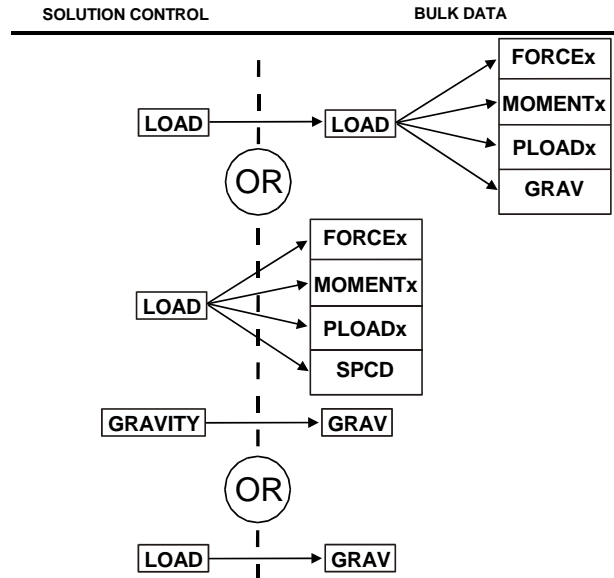 SOLUTION CONTROL BULK DATA
FORCEx
MOMENTx
LOAD LOAD
PLOADx
OR
GRAV
FORCEx
MOMENTx
LOAD
PLOADx
SPCD
GRAVITY GRAV
OR
LOAD GRAV